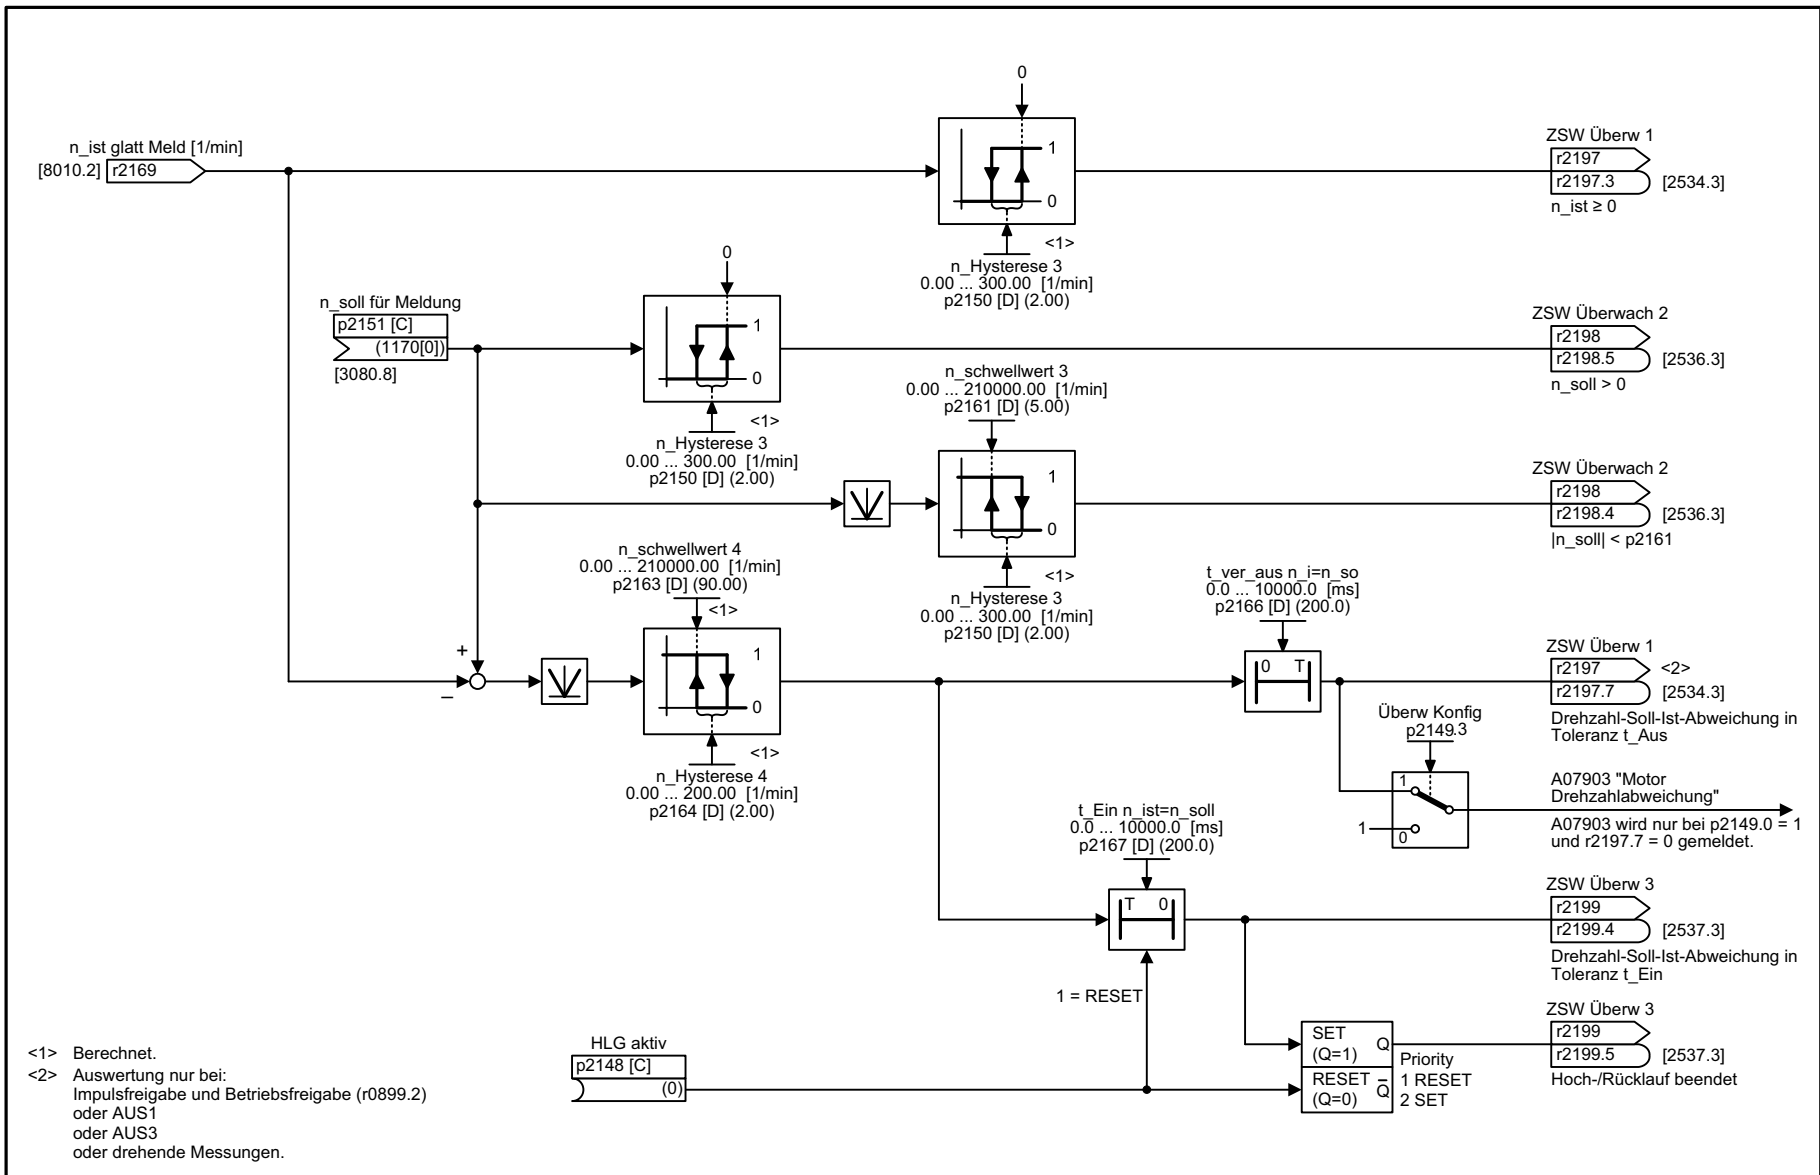 0
n_ist glatt Meld [1/min]
[8010.2] r2169
1
0
<1>
n_Hysterese 3
0.00 ... 300.00 [1/min]
p2150 [D] (2.00)
ZSW Überw 1
r2197
r2197.3 [2534.3]
n_ist ≥ 0
0
n_soll für Meldung
p2151 [C]
(1170[0])
[3080.8]
1
0
<1>
n_Hysterese 3
0.00 ... 300.00 [1/min]
p2150 [D] (2.00)
ZSW Überwach 2
r2198
r2198.5 [2536.3]
n_soll > 0
n_schwellwert 3
0.00 ... 210000.00 [1/min]
p2161 [D] (5.00)
1
0
<1>
n_Hysterese 3
0.00 ... 300.00 [1/min]
p2150 [D] (2.00)
ZSW Überwach 2
r2198
r2198.4 [2536.3]
|n_soll| < p2161
n_schwellwert 4
0.00 ... 210000.00 [1/min]
p2163 [D] (90.00)
<1>
+
–
1
0
<1>
n_Hysterese 4
0.00 ... 200.00 [1/min]
p2164 [D] (2.00)
t_ver_aus n_i=n_so
0.0 ... 10000.0 [ms]
p2166 [D] (200.0)
0 T
ZSW Überw 1
r2197 <2>
r2197.7 [2534.3]
Drehzahl-Soll-Ist-Abweichung in
Toleranz t_Aus
Überw Konfig
p2149.3
1
1
0
A07903 "Motor
Drehzahlabweichung"
A07903 wird nur bei p2149.0 = 1
und r2197.7 = 0 gemeldet.
t_Ein n_ist=n_soll
0.0 ... 10000.0 [ms]
p2167 [D] (200.0)
T 0
1 = RESET
ZSW Überw 3
r2199
r2199.4 [2537.3]
Drehzahl-Soll-Ist-Abweichung in
Toleranz t_Ein
HLG aktiv
p2148 [C]
(0)
SET
(Q=1) Q
RESET
(Q=0) Q̅
Priority
1 RESET
2 SET
ZSW Überw 3
r2199
r2199.5 [2537.3]
Hoch-/Rücklauf beendet
<1> Berechnet.
<2> Auswertung nur bei:
Impulsfreigabe und Betriebsfreigabe (r0899.2)
oder AUS1
oder AUS3
oder drehende Messungen.